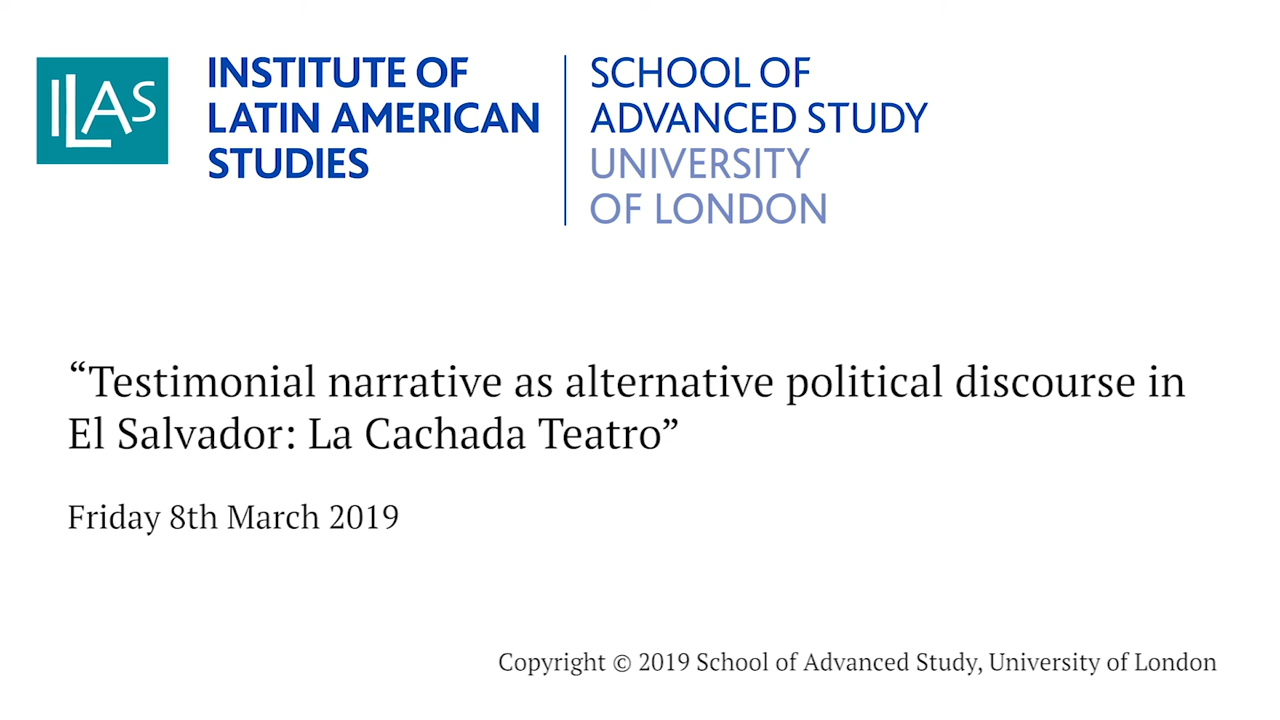 ILAS
INSTITUTE OF
LATIN AMERICAN
STUDIES
SCHOOL OF
ADVANCED STUDY
UNIVERSITY
OF LONDON
“Testimonial narrative as alternative political discourse in
El Salvador: La Cachada Teatro”
Friday 8th March 2019
Copyright © 2019 School of Advanced Study, University of London